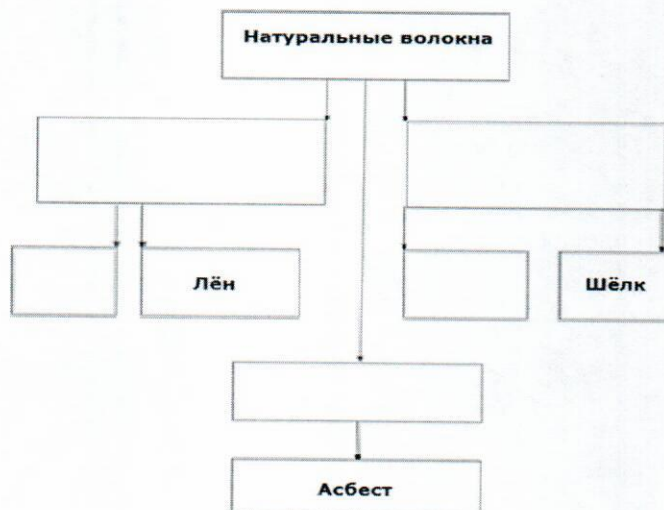 Натуральные волокна
Лён
Шёлк
Асбест